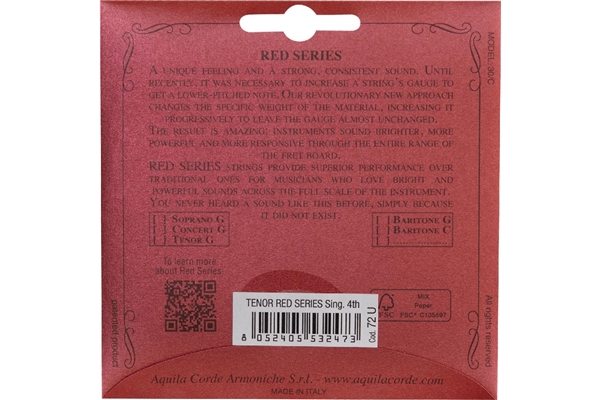 RED SERIES
A UNIQUE FEELING AND A STRONG, CONSISTENT SOUND. UNTIL
RECENTLY, IT WAS NECESSARY TO INCREASE A STRING'S GAUGE TO
GET A LOWER-PITCHED NOTE. OUR REVOLUTIONARY NEW APPROACH
CHANGES THE SPECIFIC WEIGHT OF THE MATERIAL, INCREASING IT
PROGRESSIVELY TO LEAVE THE GAUGE ALMOST UNCHANGED.
THE RESULT IS AMAZING: INSTRUMENTS SOUND BRIGHTER, MORE
POWERFUL, AND MORE RESPONSIVE THROUGH THE ENTIRE RANGE OF
THE FRET BOARD.
RED SERIES STRINGS PROVIDE SUPERIOR PERFORMANCE OVER
TRADITIONAL ONES FOR MUSICIANS WHO LOVE BRIGHT AND
POWERFUL SOUNDS ACROSS THE FULL SCALE OF THE INSTRUMENT.
YOU NEVER HEARD A SOUND LIKE THIS BEFORE, SIMPLY BECAUSE
IT DID NOT EXIST.
[ ] SOPRANO G
[ ] CONCERT G
[ ] TENOR G
[ ] BARITONE G
[ ] BARITONE C
MODEL: 30 C
To learn more
about Red Series
TENOR RED SERIES Sing. 4th
8 052405 532473
Cod. 72 U
FSC
MIX
Paper
FSC® C105697
patented product
All rights reserved
Aquila Corde Armoniche S.r.l. - www.aquilacorde.com
MADE IN ITALY